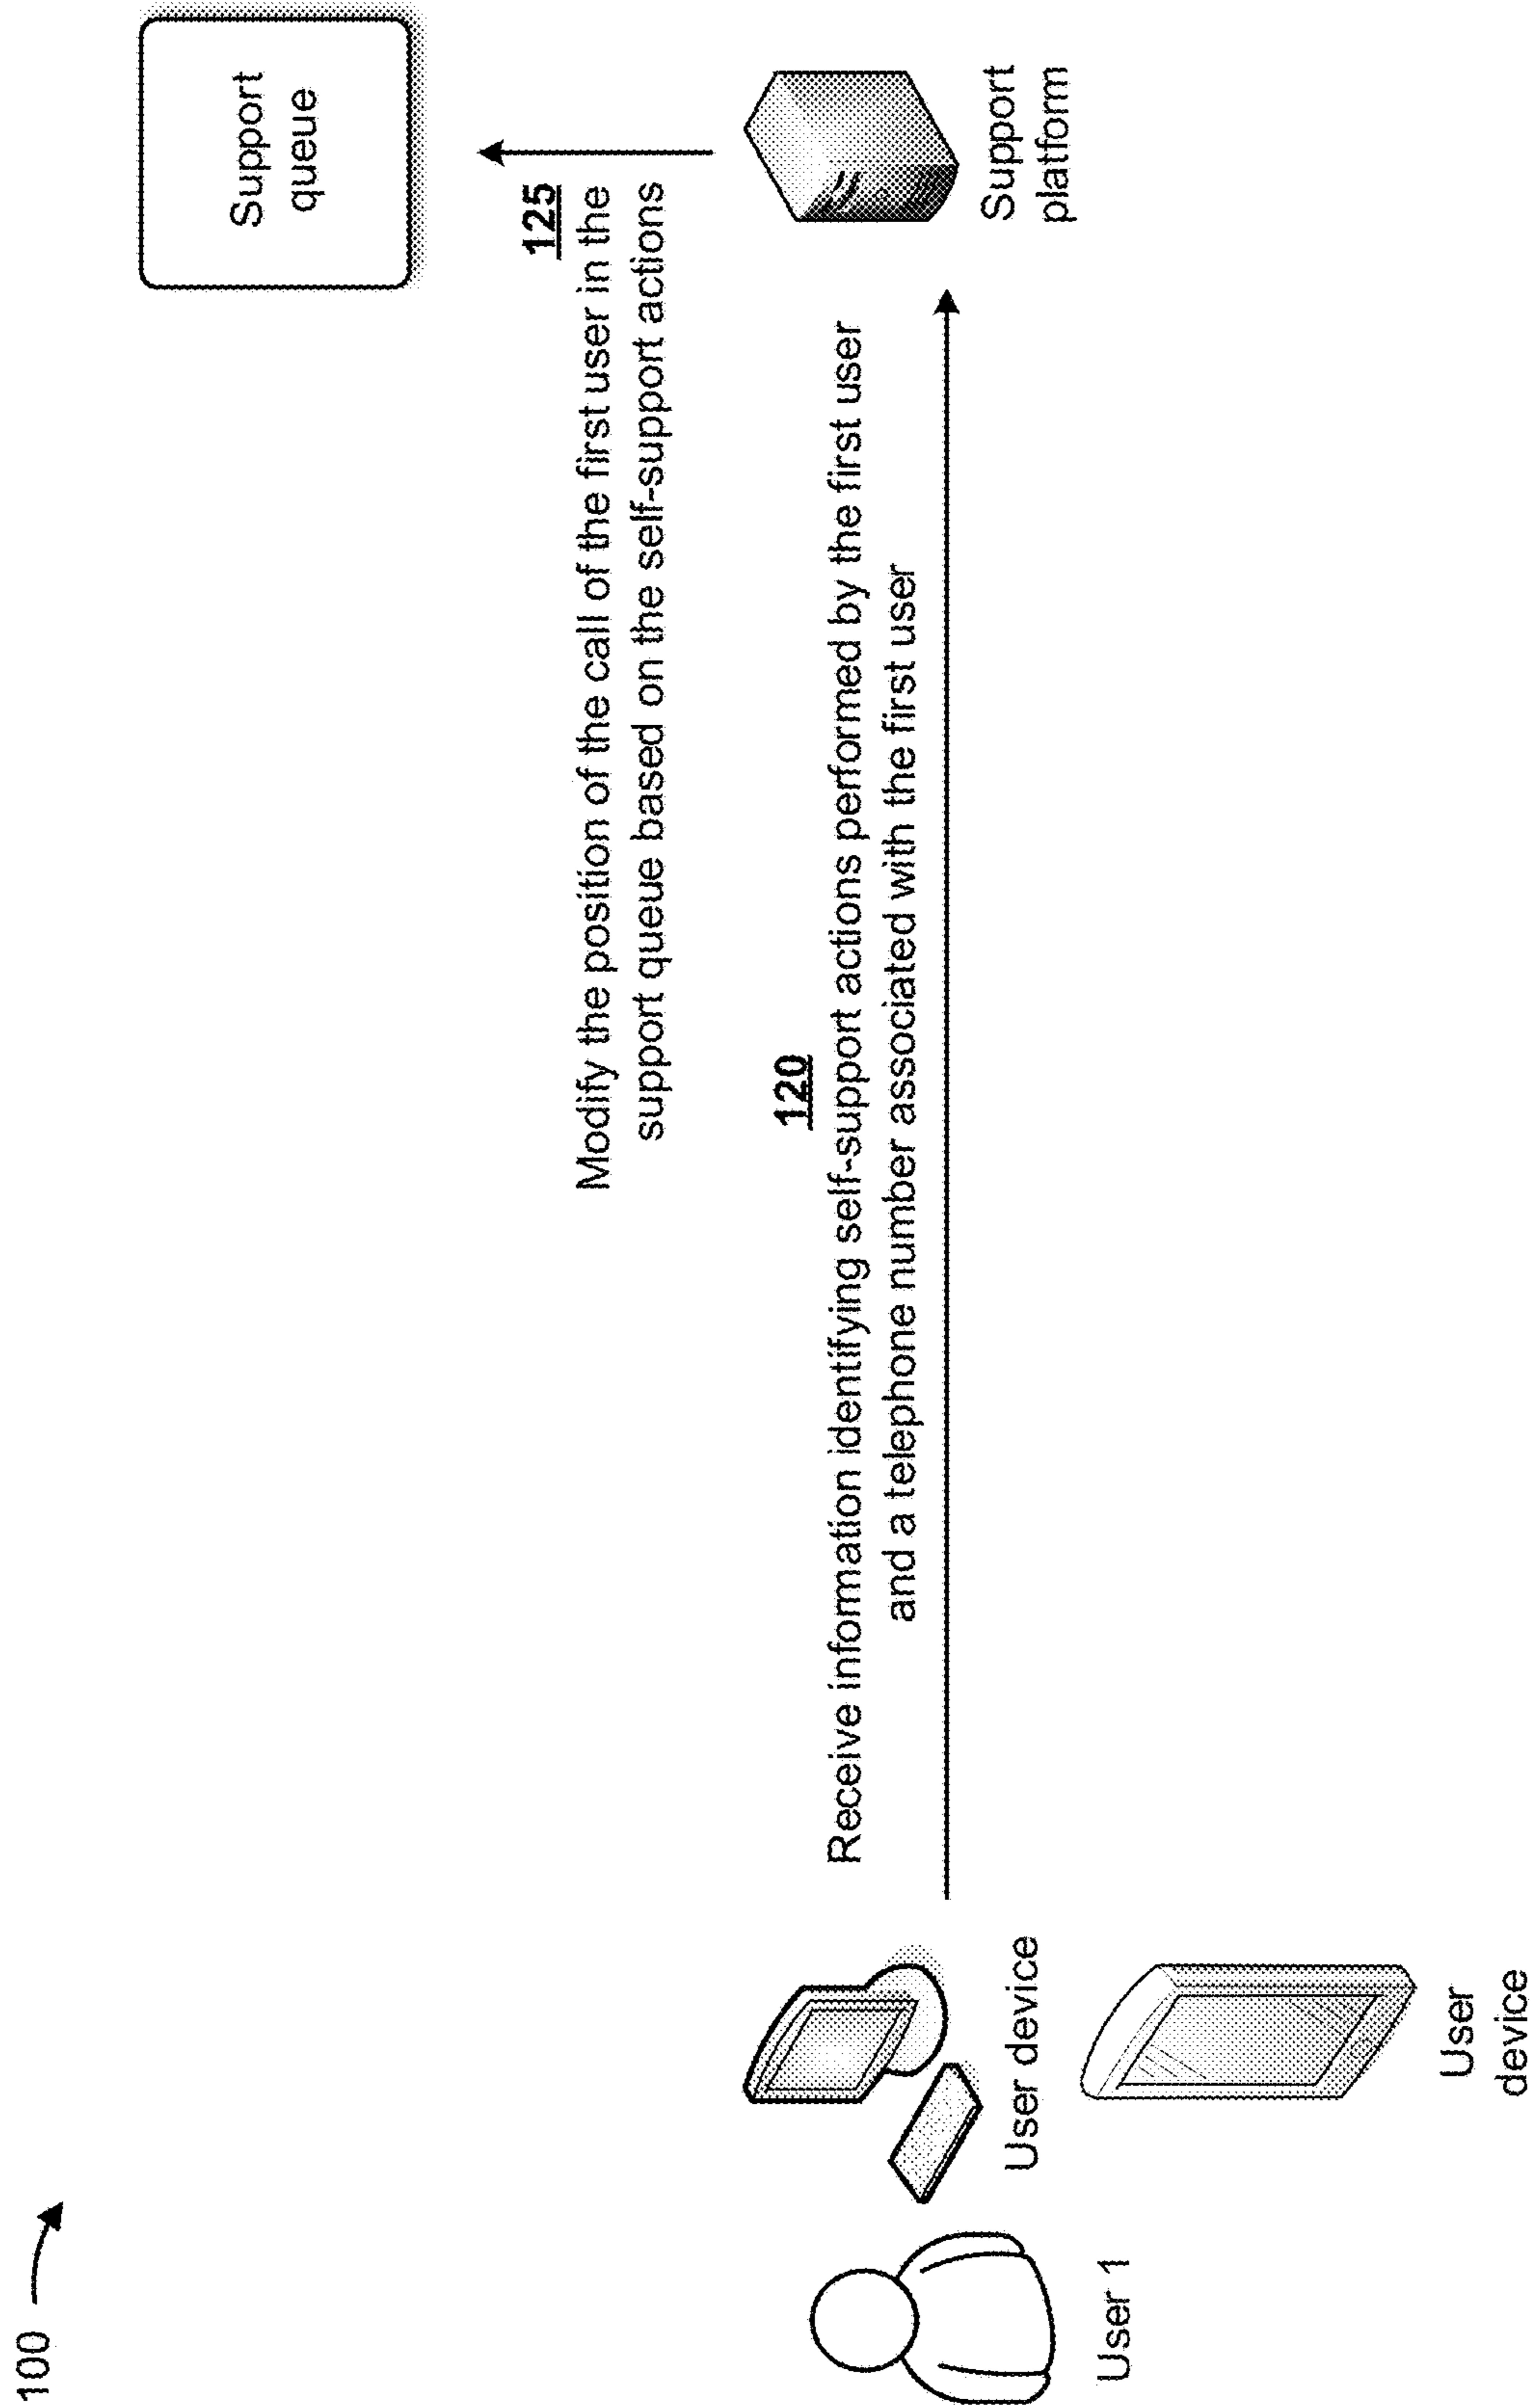 100
Support
queue
125
Modify the position of the call of the first user in the
support queue based on the self-support actions
120
Receive information identifying self-support actions performed by the first user
and a telephone number associated with the first user
Support
platform
User 1
User device
User
device